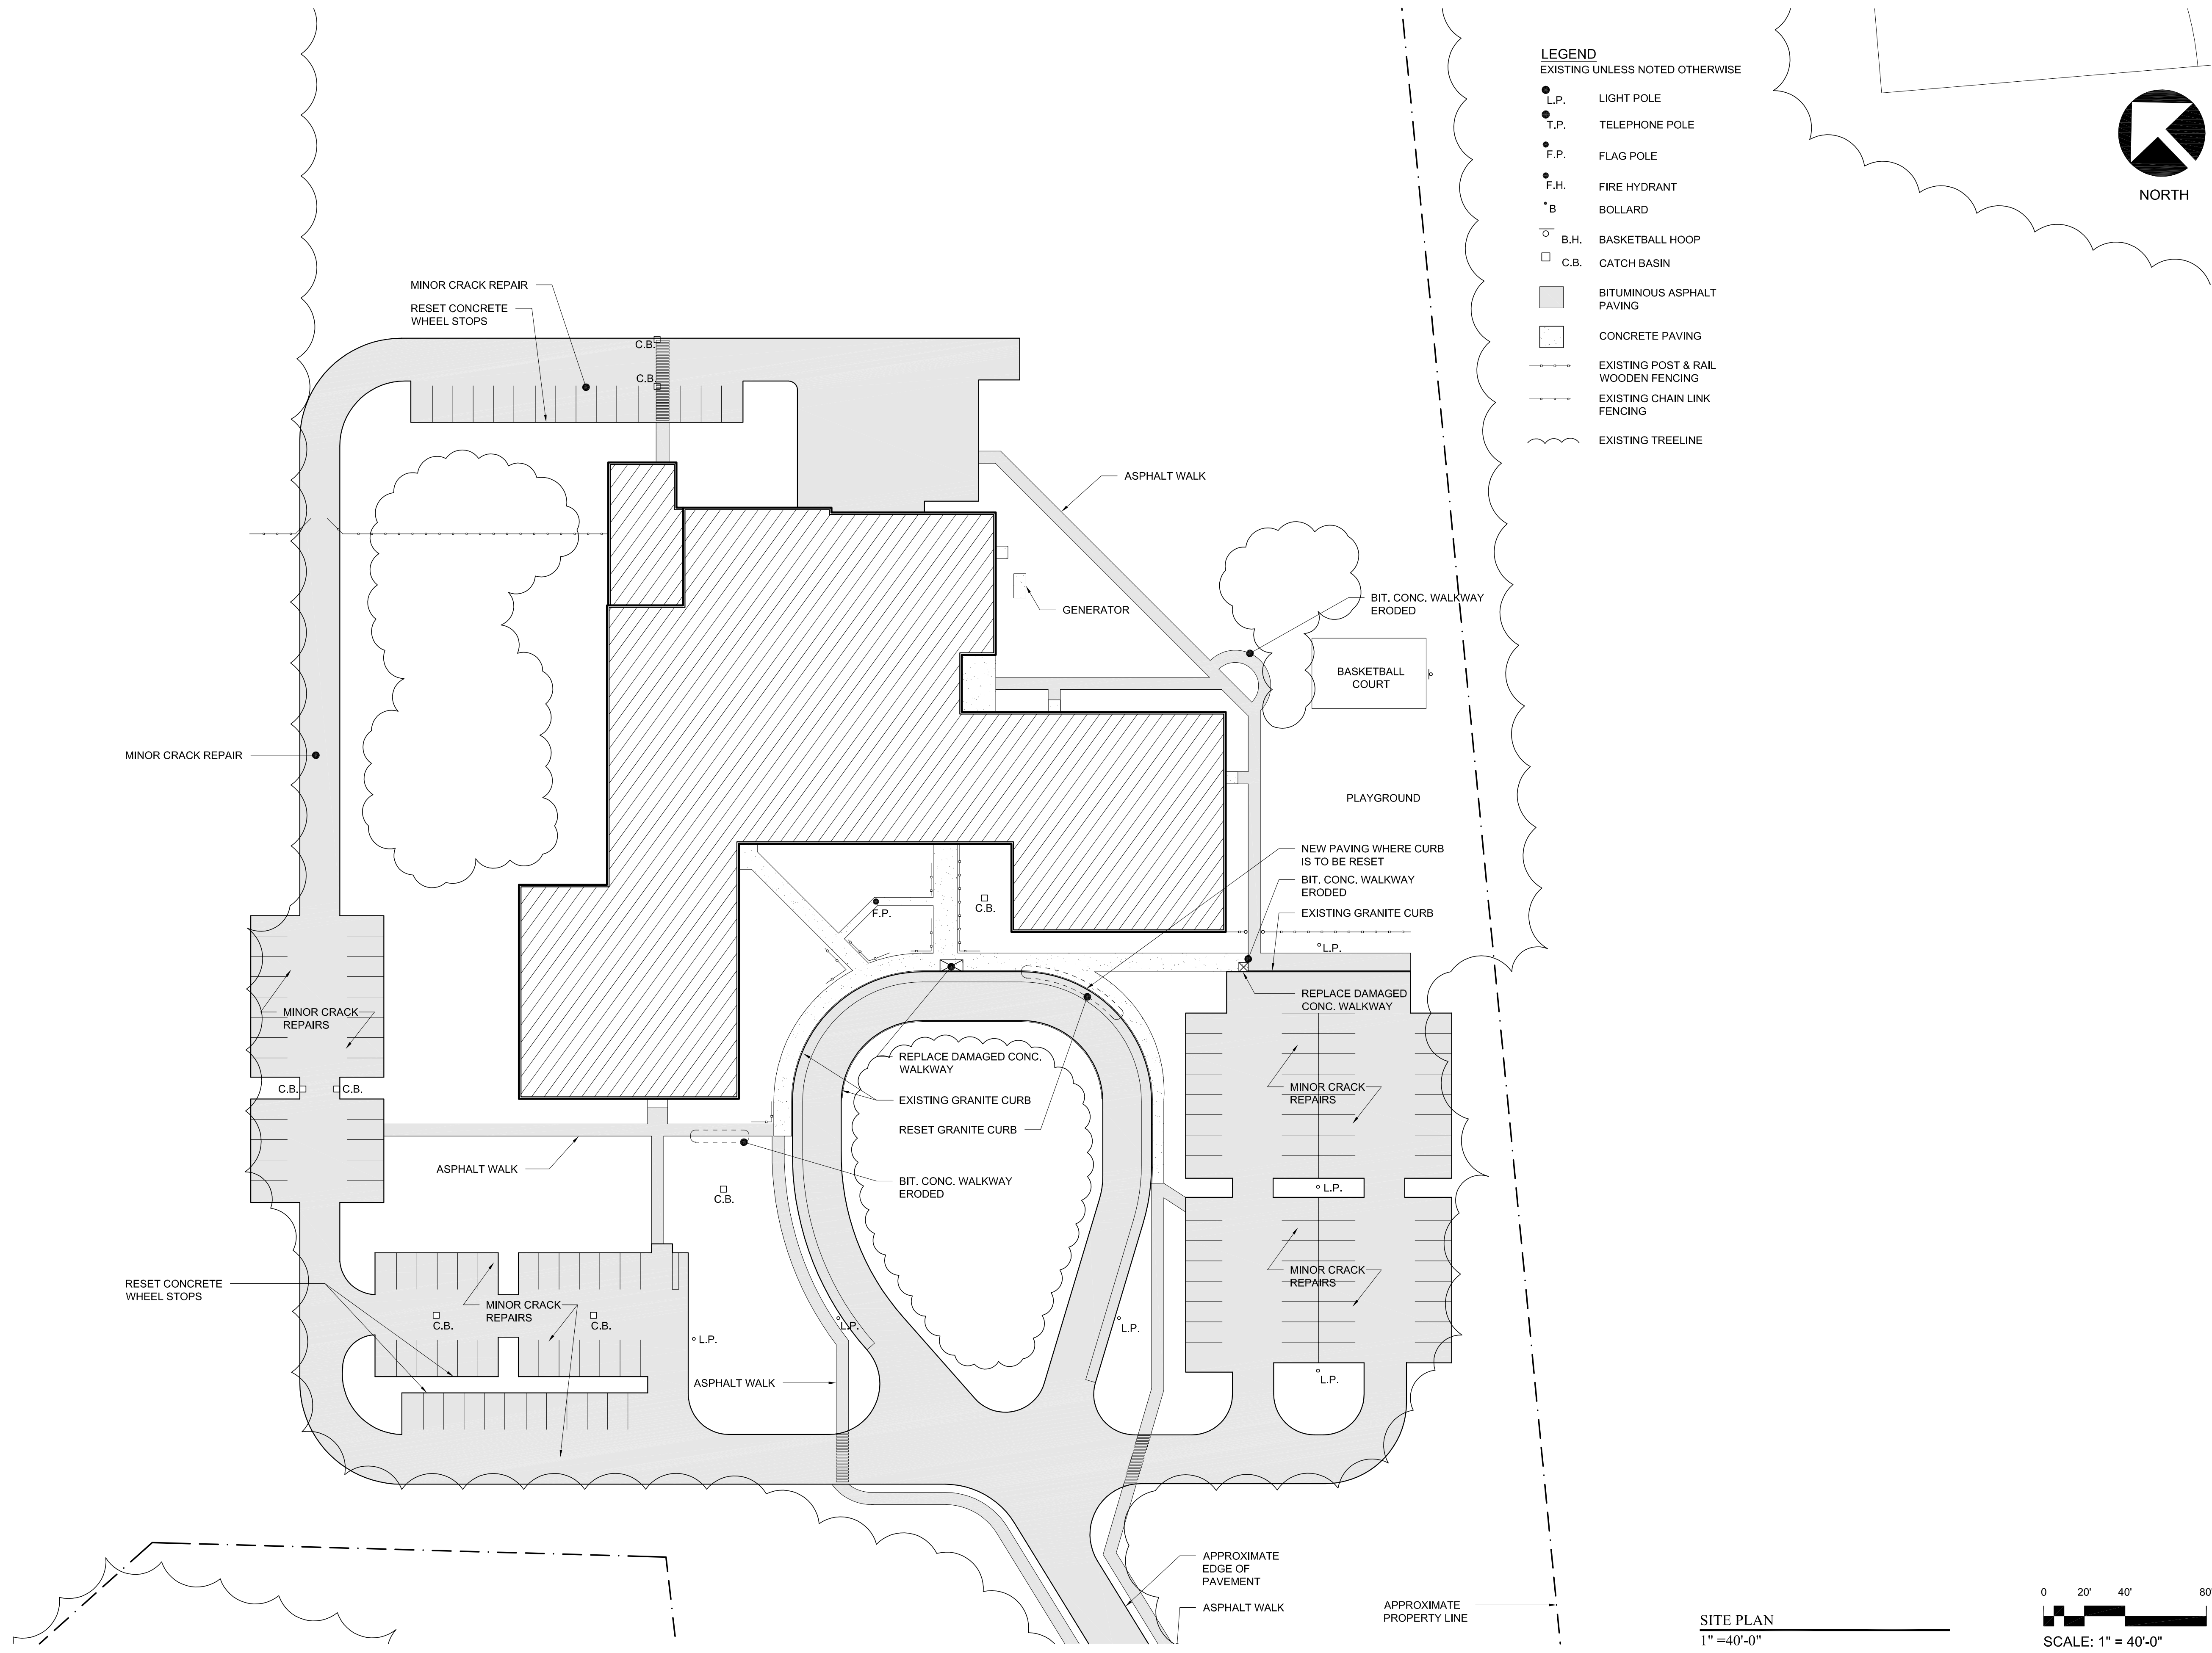 LEGEND
EXISTING UNLESS NOTED OTHERWISE
L.P. LIGHT POLE
T.P. TELEPHONE POLE
F.P. FLAG POLE
F.H. FIRE HYDRANT
B BOLLARD
B.H. BASKETBALL HOOP
C.B. CATCH BASIN
BITUMINOUS ASPHALT
PAVING
CONCRETE PAVING
EXISTING POST & RAIL
WOODEN FENCING
EXISTING CHAIN LINK
FENCING
EXISTING TREELINE
NORTH
MINOR CRACK REPAIR
RESET CONCRETE
WHEEL STOPS
C.B.
C.B.
ASPHALT WALK
GENERATOR
BIT. CONC. WALKWAY
ERODED
BASKETBALL
COURT
MINOR CRACK REPAIR
PLAYGROUND
NEW PAVING WHERE CURB
IS TO BE RESET
BIT. CONC. WALKWAY
ERODED
EXISTING GRANITE CURB
F.P.
C.B.
L.P.
REPLACE DAMAGED
CONC. WALKWAY
MINOR CRACK
REPAIRS
C.B.
C.B.
REPLACE DAMAGED CONC.
WALKWAY
EXISTING GRANITE CURB
RESET GRANITE CURB
MINOR CRACK
REPAIRS
ASPHALT WALK
BIT. CONC. WALKWAY
ERODED
C.B.
L.P.
RESET CONCRETE
WHEEL STOPS
MINOR CRACK
REPAIRS
C.B.
C.B.
L.P.
L.P.
L.P.
MINOR CRACK
REPAIRS
ASPHALT WALK
L.P.
APPROXIMATE
EDGE OF
PAVEMENT
ASPHALT WALK
APPROXIMATE
PROPERTY LINE
SITE PLAN
1" =40'-0"
0 20' 40' 80'
SCALE: 1" = 40'-0"